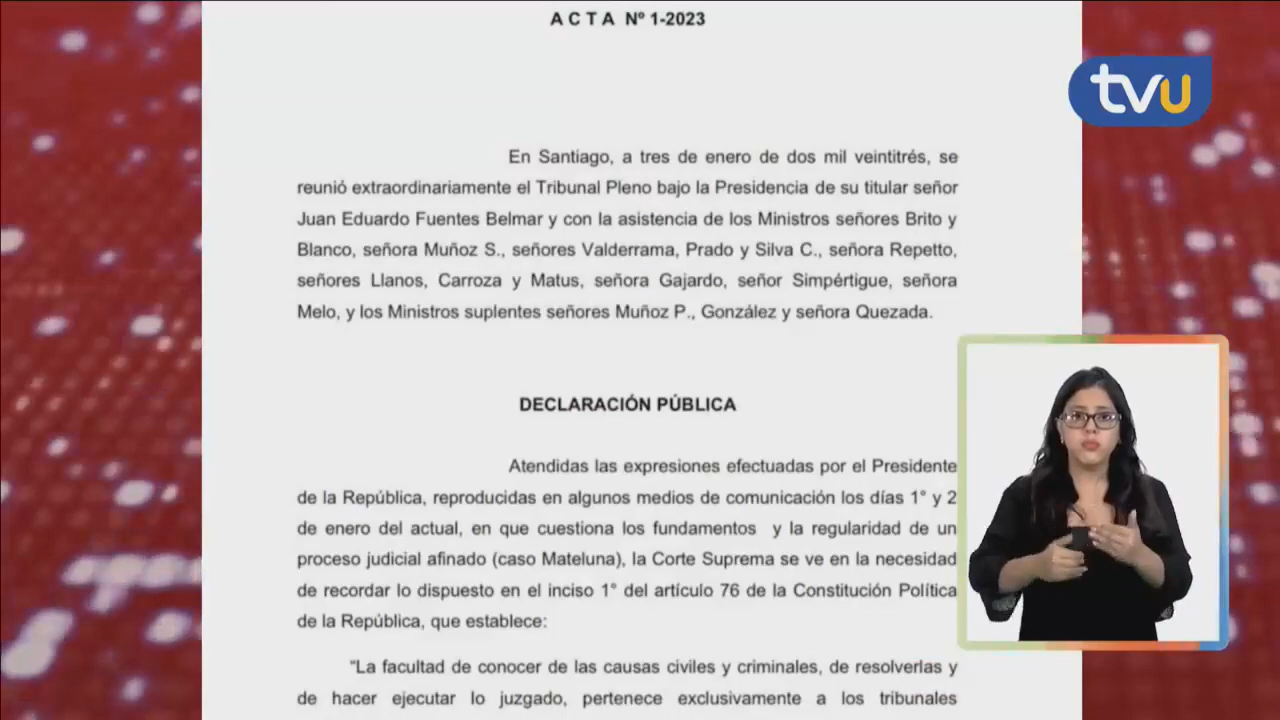 A C T A Nº 1-2023
tvu
En Santiago, a tres de enero de dos mil veintitrés, se
reunió extraordinariamente el Tribunal Pleno bajo la Presidencia de su titular señor
Juan Eduardo Fuentes Belmar y con la asistencia de los Ministros señores Brito y
Blanco, señora Muñoz S., señores Valderrama, Prado y Silva C., señora Repetto,
señores Llanos, Carroza y Matus, señora Gajardo, señor Simpértigue, señora
Melo, y los Ministros suplentes señores Muñoz P., González y señora Quezada.
DECLARACIÓN PÚBLICA
Atendidas las expresiones efectuadas por el Presidente
de la República, reproducidas en algunos medios de comunicación los días 1° y 2
de enero del actual, en que cuestiona los fundamentos y la regularidad de un
proceso judicial afinado (caso Mateluna), la Corte Suprema se ve en la necesidad
de recordar lo dispuesto en el inciso 1° del artículo 76 de la Constitución Política
de la República, que establece:
“La facultad de conocer de las causas civiles y criminales, de resolverlas y
de hacer ejecutar lo juzgado, pertenece exclusivamente a los tribunales